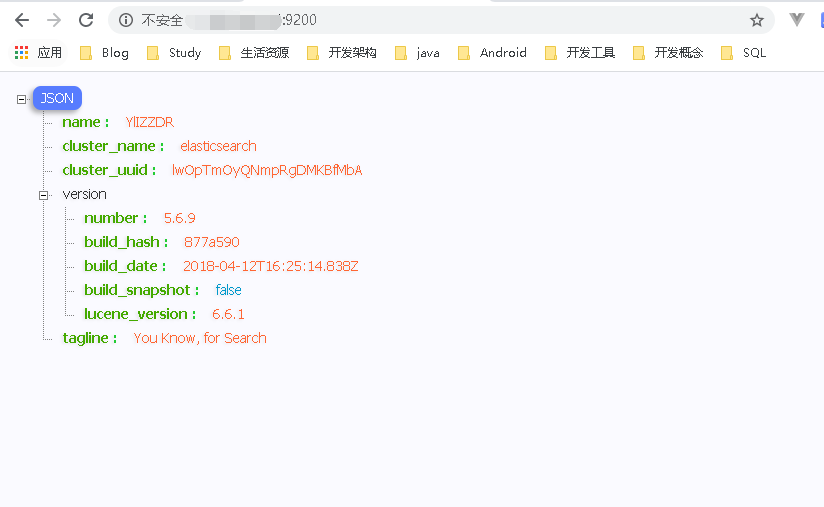 不安全 :9200
应用 Blog Study 生活资源 开发架构 java Android 开发工具 开发概念 SQL
JSON
name : YlIZZDR
cluster_name : elasticsearch
cluster_uuid : lwOpTmOyQNmpRgDMKBfMbA
version
number : 5.6.9
build_hash : 877a590
build_date : 2018-04-12T16:25:14.838Z
build_snapshot : false
lucene_version : 6.6.1
tagline : You Know, for Search